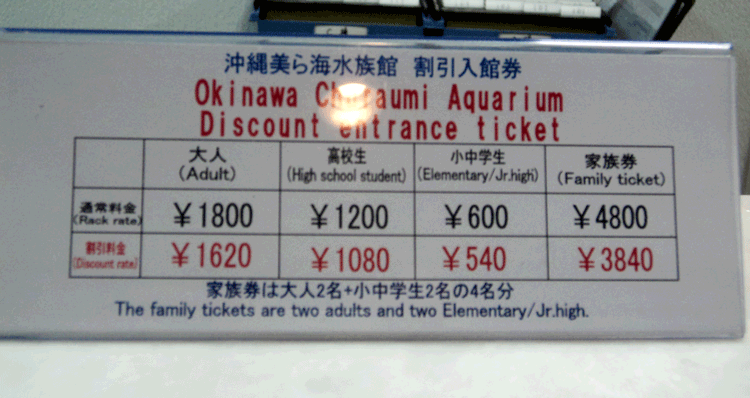 沖縄美ら海水族館 割引入館券
Okinawa Churaumi Aquarium
Discount entrance ticket
大人 高校生 小中学生 家族券
(Adult) (High school student) (Elementary/Jr.high) (Family ticket)
通常料金 (Rack rate) ￥1800 ￥1200 ￥600 ￥4800
割引料金 (Discount rate) ￥1620 ￥1080 ￥540 ￥3840
家族券は大人2名+小中学生2名の4名分
The family tickets are two adults and two Elementary/Jr.high.